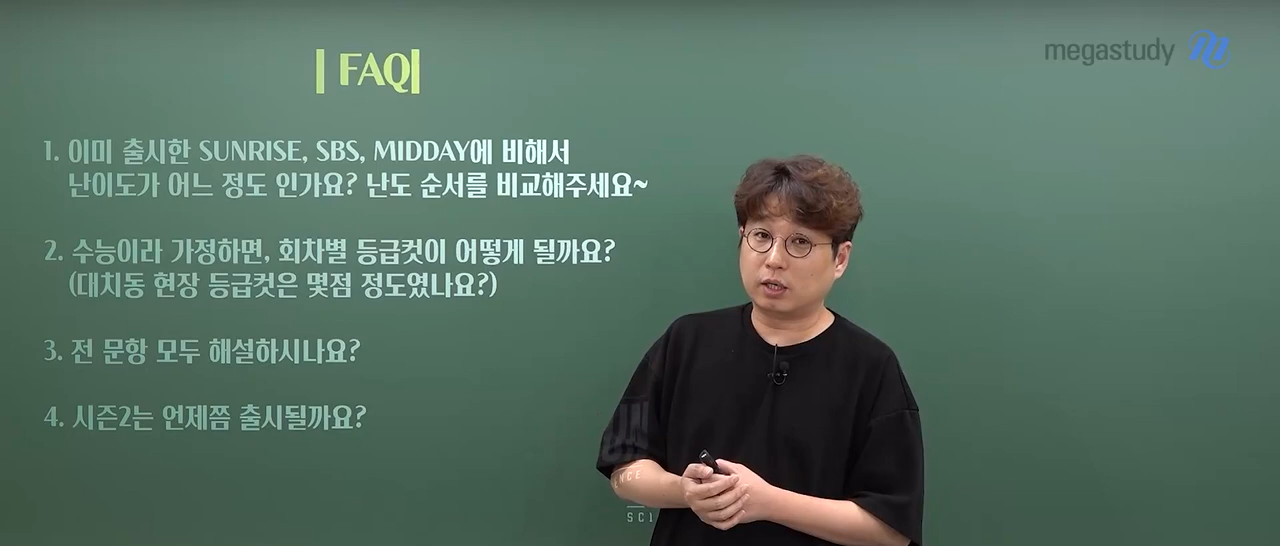 megastudy
FAQ
1. 이미 출시한 SUNRISE, SBS, MIDDAY에 비해서
난이도가 어느 정도 인가요? 난도 순서를 비교해주세요~
2. 수능이라 가정하면, 회차별 등급컷이 어떻게 될까요?
(대치동 현장 등급컷은 몇점 정도였나요?)
3. 전 문항 모두 해설하시나요?
4. 시즌2는 언제쯤 출시될까요?